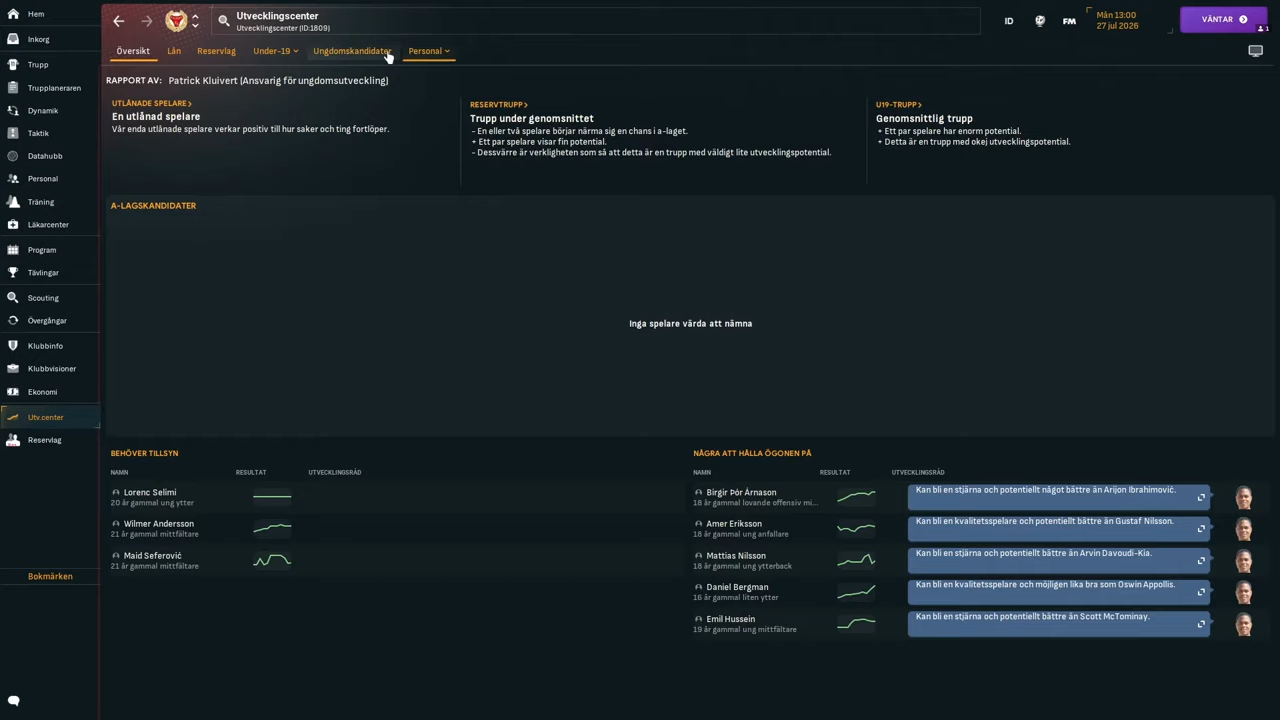 Hem
Inkorg
Trupp
Trupplaneraren
Dynamik
Taktik
Datahubb
Personal
Träning
Läkarcenter
Program
Tävlingar
Scouting
Övergångar
Klubbinfo
Klubbvisioner
Ekonomi
Utv.center
Reservlag
Bokmärken
Utvecklingscenter
Utvecklingscenter (ID:1809)
ID
FM
Mån 13:00
27 jul 2026
VÄNTAR
1
Översikt
Lån
Reservlag
Under-19
Ungdomskandidater
Personal
RAPPORT AV: Patrick Kluivert (Ansvarig för ungdomsutveckling)
UTLÅNADE SPELARE
En utlånad spelare
Vår enda utlånade spelare verkar positiv till hur saker och ting fortlöper.
RESERVTRUPP
Trupp under genomsnittet
- En eller två spelare börjar närma sig en chans i a-laget.
+ Ett par spelare visar fin potential.
- Dessvärre är verkligheten som så att detta är en trupp med väldigt lite utvecklingspotential.
U19-TRUPP
Genomsnittlig trupp
+ Ett par spelare har enorm potential.
+ Detta är en trupp med okej utvecklingspotential.
A-LAGSKANDIDATER
Inga spelare värda att nämna
BEHÖVER TILLSYN
NAMN RESULTAT UTVECKLINGSRÅD
Lorenc Selimi
20 år gammal ung ytter
Wilmer Andersson
21 år gammal mittfältare
Maid Seferović
21 år gammal mittfältare
NÅGRA ATT HÅLLA ÖGONEN PÅ
NAMN RESULTAT UTVECKLINGSRÅD
Birgir Þór Árnason
18 år gammal lovande offensiv mi...
Kan bli en stjärna och potentiellt något bättre än Arijon Ibrahimović.
Amer Eriksson
18 år gammal ung anfallare
Kan bli en kvalitetsspelare och potentiellt bättre än Gustaf Nilsson.
Mattias Nilsson
18 år gammal ung ytterback
Kan bli en stjärna och potentiellt bättre än Arvin Davoudi-Kia.
Daniel Bergman
16 år gammal liten ytter
Kan bli en kvalitetsspelare och möjligen lika bra som Oswin Appollis.
Emil Hussein
19 år gammal ung mittfältare
Kan bli en stjärna och potentiellt bättre än Scott McTominay.